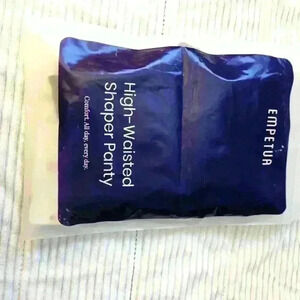 EMPETUA
High-Waisted
Shaper Panty
Comfort. All day, every day.